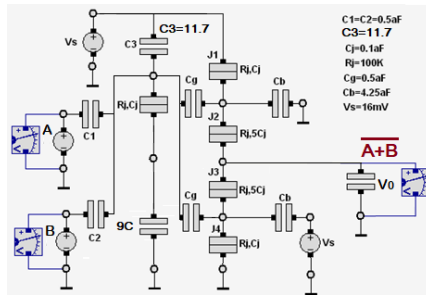 C3=11.7
Vs
C3
J1
Rj,Cj
Rj,Cj
Cg
Cb
J2
Rj,5Cj
A
C1
A+B
J3
Rj,5Cj
V0
Cg
Cb
B
C2
9C
J4
Rj,Cj
Vs
C1=C2=0.5aF
C3=11.7
Cj=0.1aF
Rj=100K
Cg=0.5aF
Cb=4.25aF
Vs=16mV